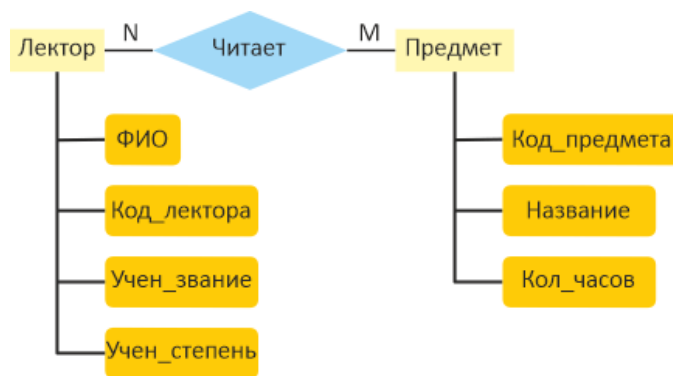 Лектор N Читает M Предмет
ФИО
Код_лектора
Учен_звание
Учен_степень
Код_предмета
Название
Кол_часов